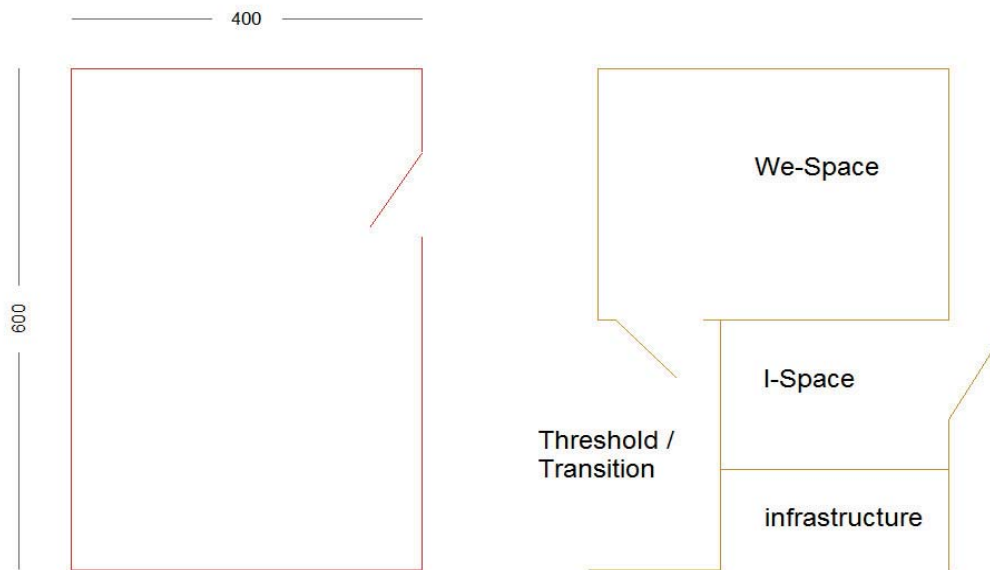 400
600
We-Space
I-Space
Threshold /
Transition
infrastructure